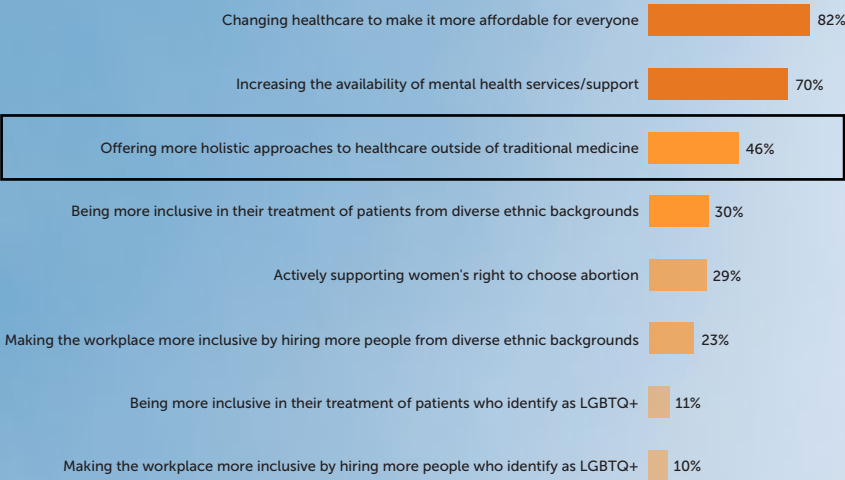 Changing healthcare to make it more affordable for everyone 82%
Increasing the availability of mental health services/support 70%
Offering more holistic approaches to healthcare outside of traditional medicine 46%
Being more inclusive in their treatment of patients from diverse ethnic backgrounds 30%
Actively supporting women's right to choose abortion 29%
Making the workplace more inclusive by hiring more people from diverse ethnic backgrounds 23%
Being more inclusive in their treatment of patients who identify as LGBTQ+ 11%
Making the workplace more inclusive by hiring more people who identify as LGBTQ+ 10%